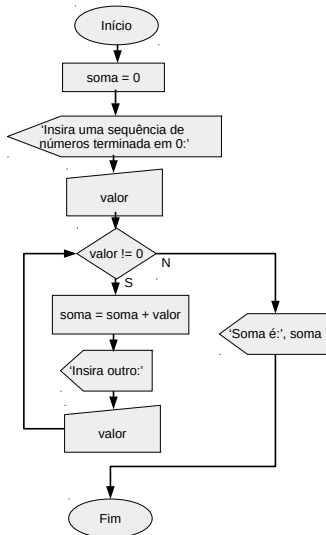 Início
soma = 0
‘Insira uma sequência de
números terminada em 0:’
valor
valor != 0
N
S
soma = soma + valor
‘Soma é:’, soma
‘Insira outro:’
valor
Fim